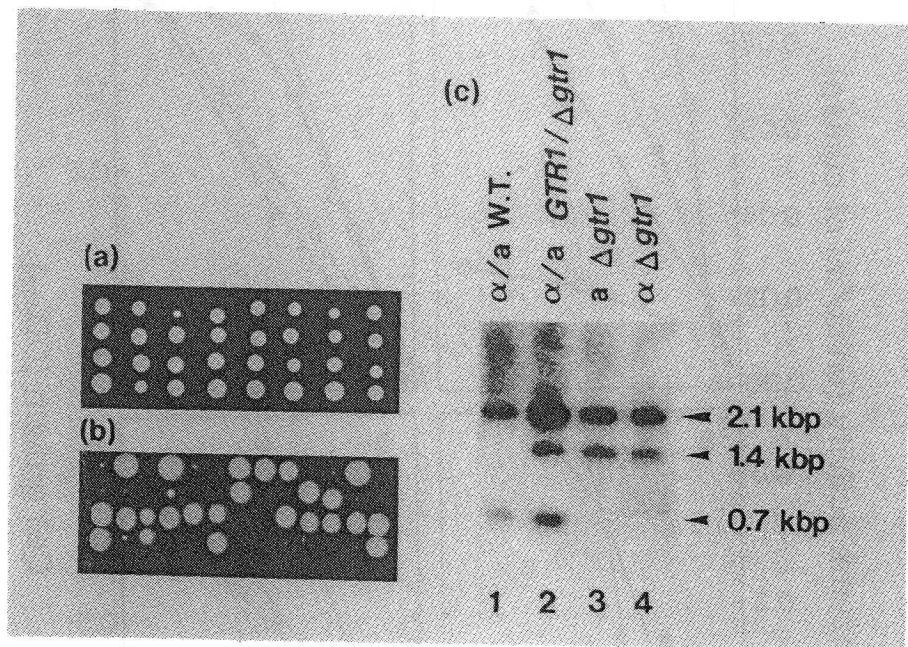 (a)
(b)
(c)
α/a W.T.
α/a GTR1/Δgtr1
a Δgtr1
α Δgtr1
2.1 kbp
1.4 kbp
0.7 kbp
1 2 3 4